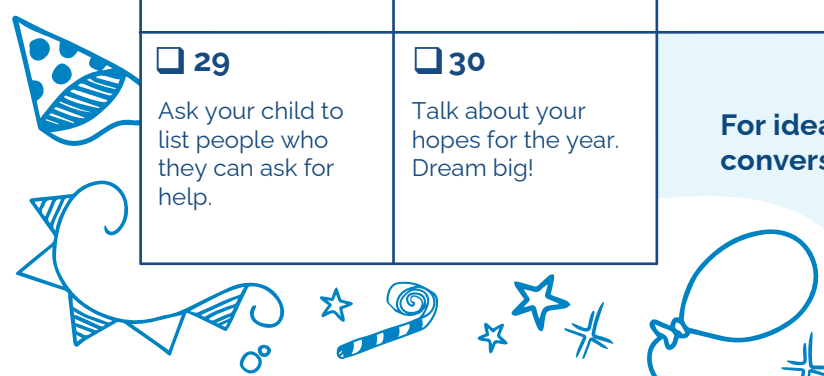 ❏ 29
Ask your child to
list people who
they can ask for
help.
❏ 30
Talk about your
hopes for the year.
Dream big!
For idea
convers